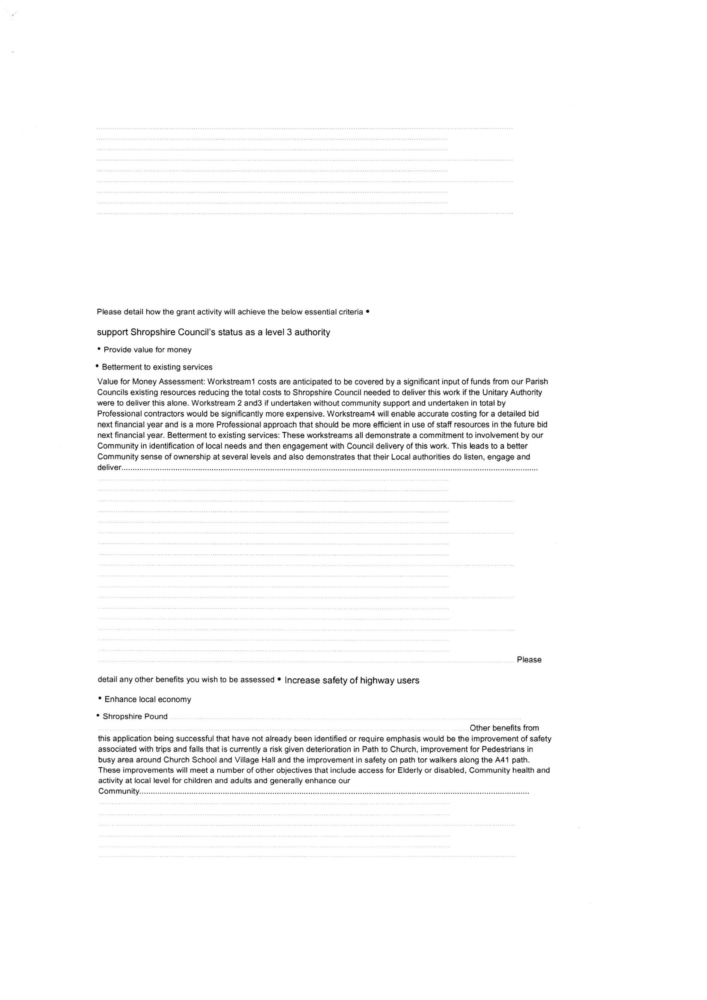 Please detail how the grant activity will achieve the below essential criteria •
support Shropshire Council's status as a level 3 authority
• Provide value for money
• Betterment to existing services
Value for Money Assessment: Workstream1 costs are anticipated to be covered by a significant input of funds from our Parish
Councils existing resources reducing the total costs to Shropshire Council needed to deliver this work if the Unitary Authority
were to deliver this alone. Workstream 2 and3 if undertaken without community support and undertaken in total by
Professional contractors would be significantly more expensive. Workstream4 will enable accurate costing for a detailed bid
next financial year and is a more Professional approach that should be more efficient in use of staff resources in the future bid
next financial year. Betterment to existing services: These workstreams all demonstrate a commitment to involvement by our
Community in identification of local needs and then engagement with Council delivery of this work. This leads to a better
Community sense of ownership at several levels and also demonstrates that their Local authorities do listen, engage and
deliver.....
Please
detail any other benefits you wish to be assessed • Increase safety of highway users
• Enhance local economy
• Shropshire Pound .....
Other benefits from
this application being successful that have not already been identified or require emphasis would be the improvement of safety
associated with trips and falls that is currently a risk given deterioration in Path to Church, improvement for Pedestrians in
busy area around Church School and Village Hall and the improvement in safety on path tor walkers along the A41 path.
These improvements will meet a number of other objectives that include access for Elderly or disabled, Community health and
activity at local level for children and adults and generally enhance our
Community.....